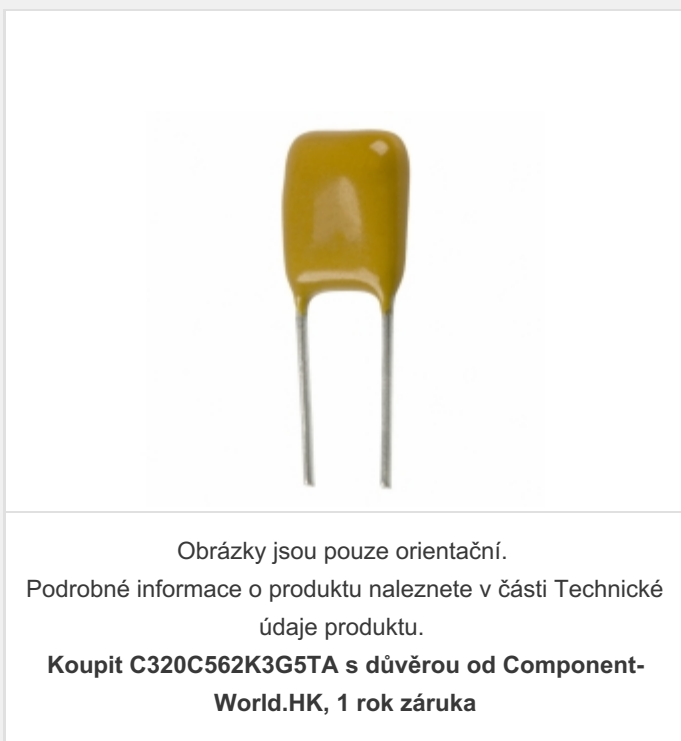 Obrázky jsou pouze orientační.
Podrobné informace o produktu naleznete v části Technické
údaje produktu.
Koupit C320C562K3G5TA s důvěrou od Component-
World.HK, 1 rok záruka